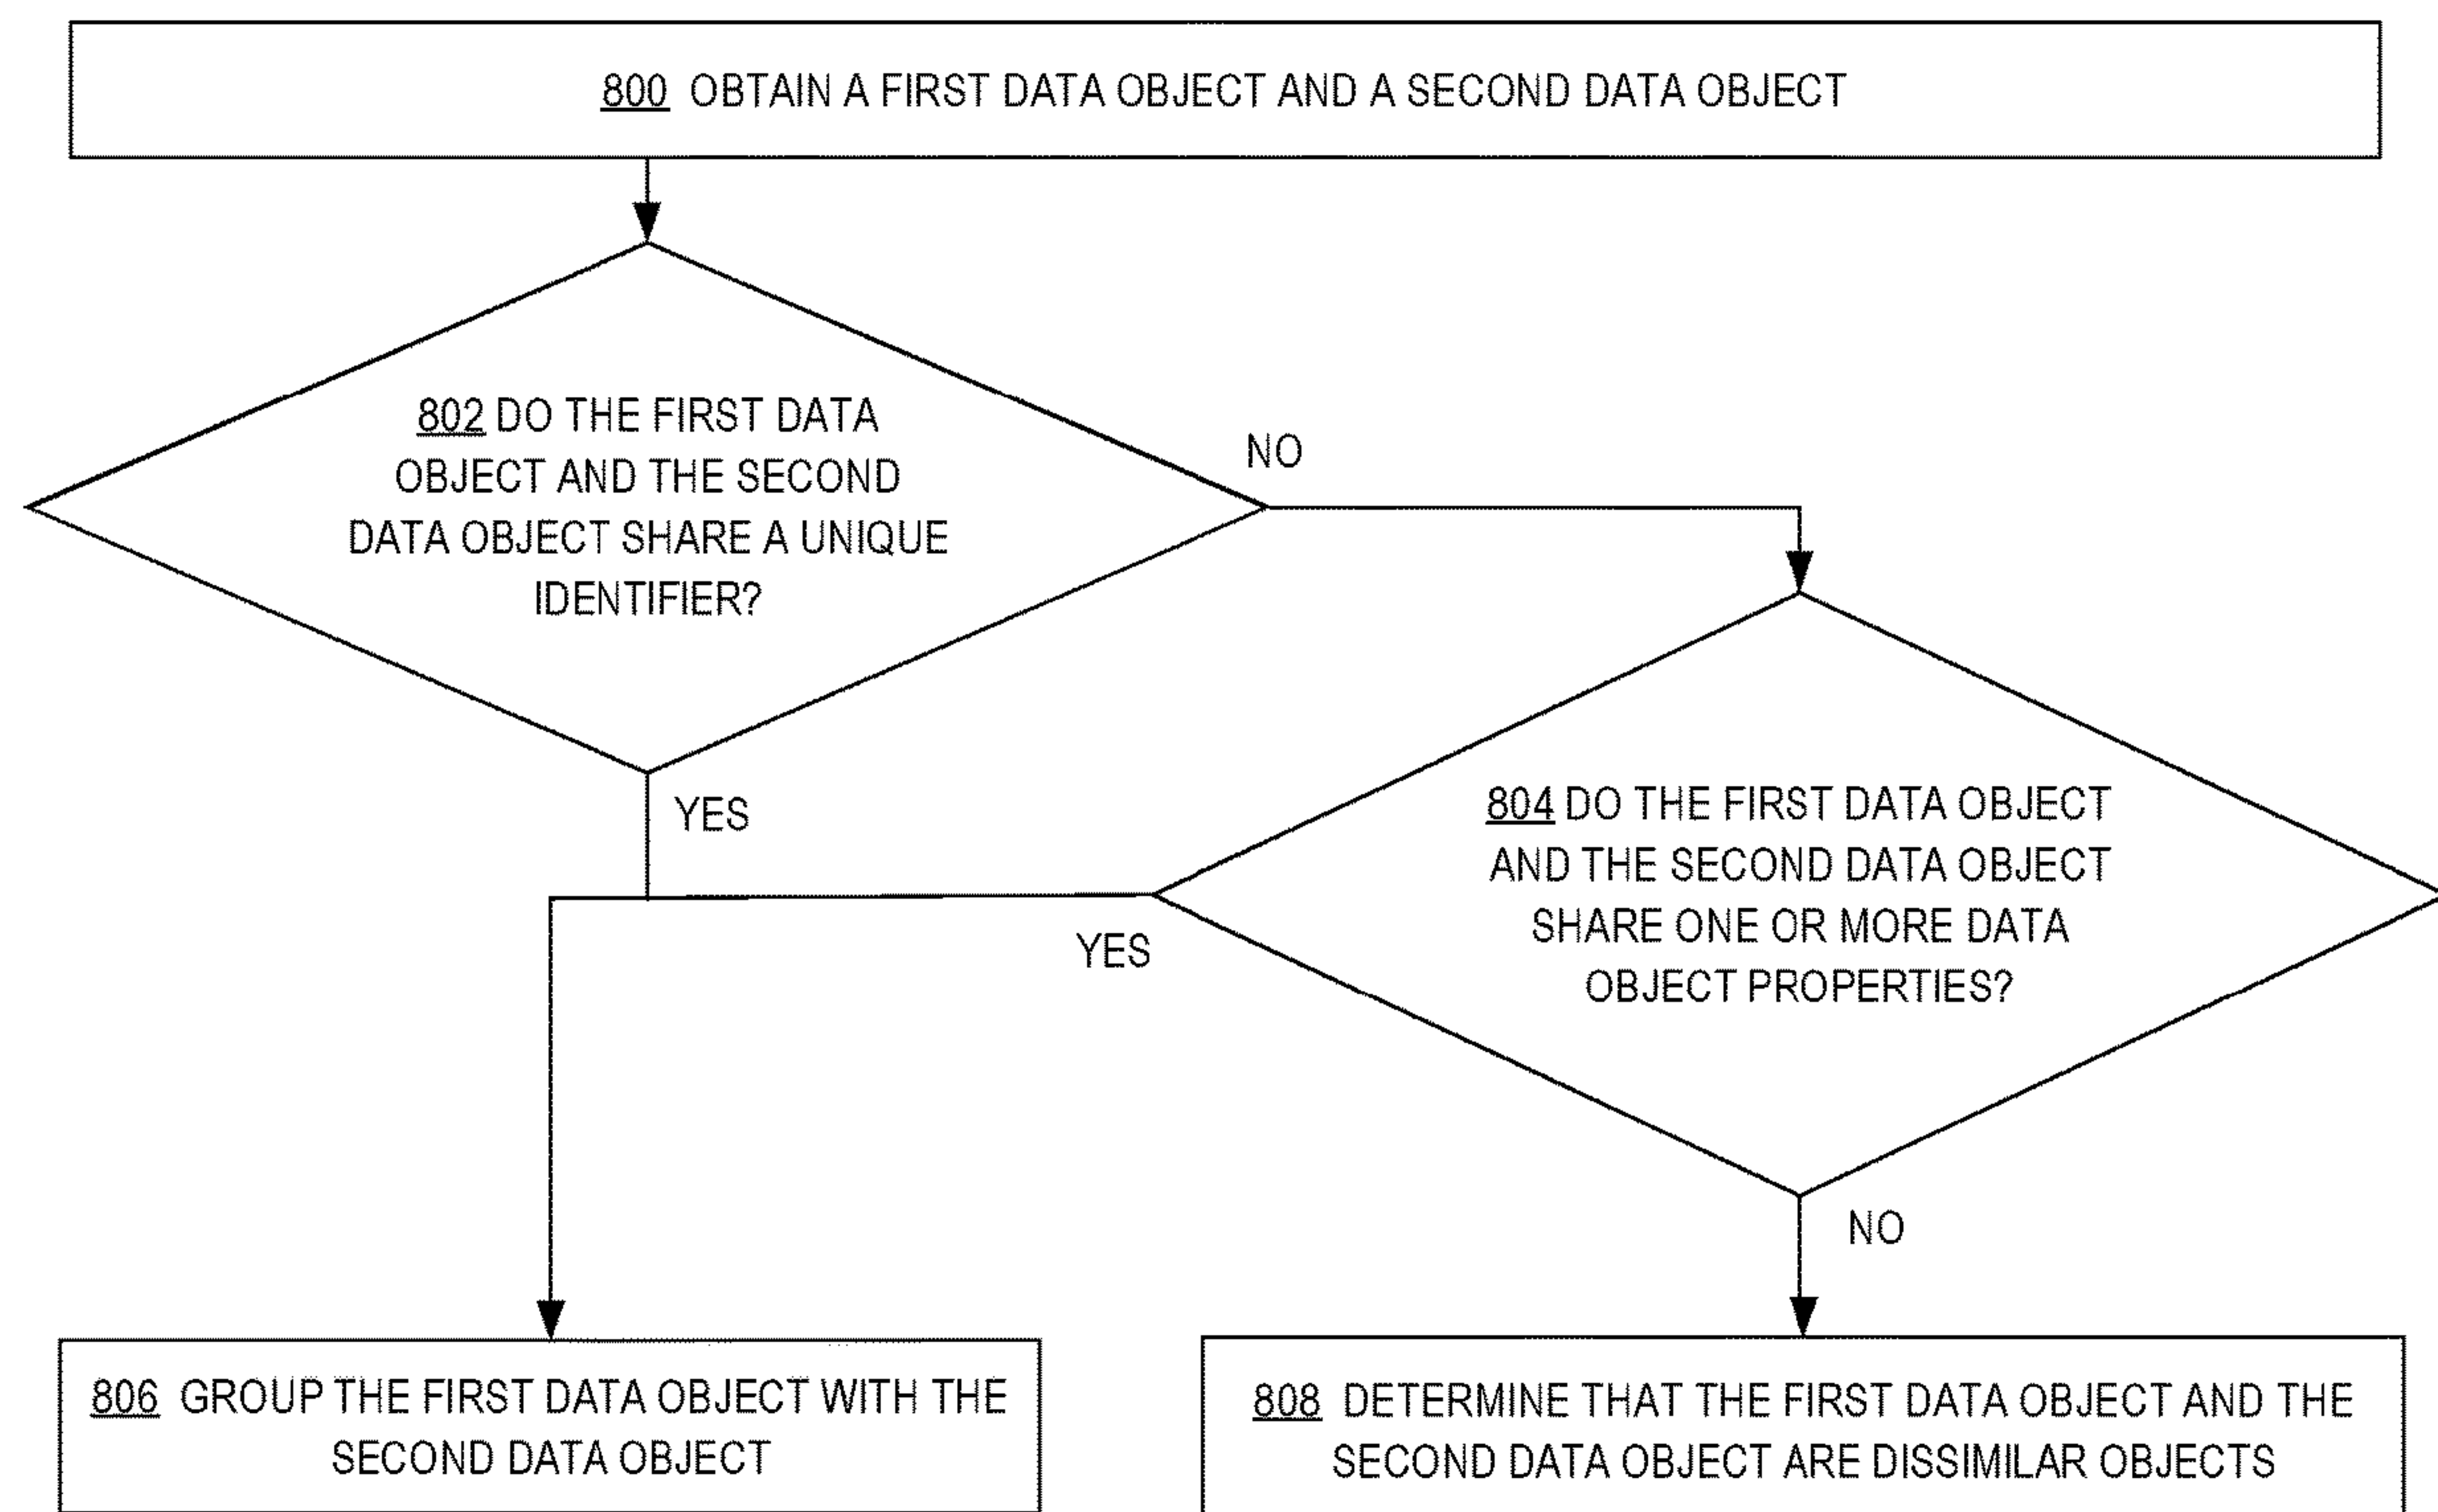 800 OBTAIN A FIRST DATA OBJECT AND A SECOND DATA OBJECT
802 DO THE FIRST DATA
OBJECT AND THE SECOND
DATA OBJECT SHARE A UNIQUE
IDENTIFIER?
NO
YES
804 DO THE FIRST DATA OBJECT
AND THE SECOND DATA OBJECT
SHARE ONE OR MORE DATA
OBJECT PROPERTIES?
YES
NO
806 GROUP THE FIRST DATA OBJECT WITH THE
SECOND DATA OBJECT
808 DETERMINE THAT THE FIRST DATA OBJECT AND THE
SECOND DATA OBJECT ARE DISSIMILAR OBJECTS